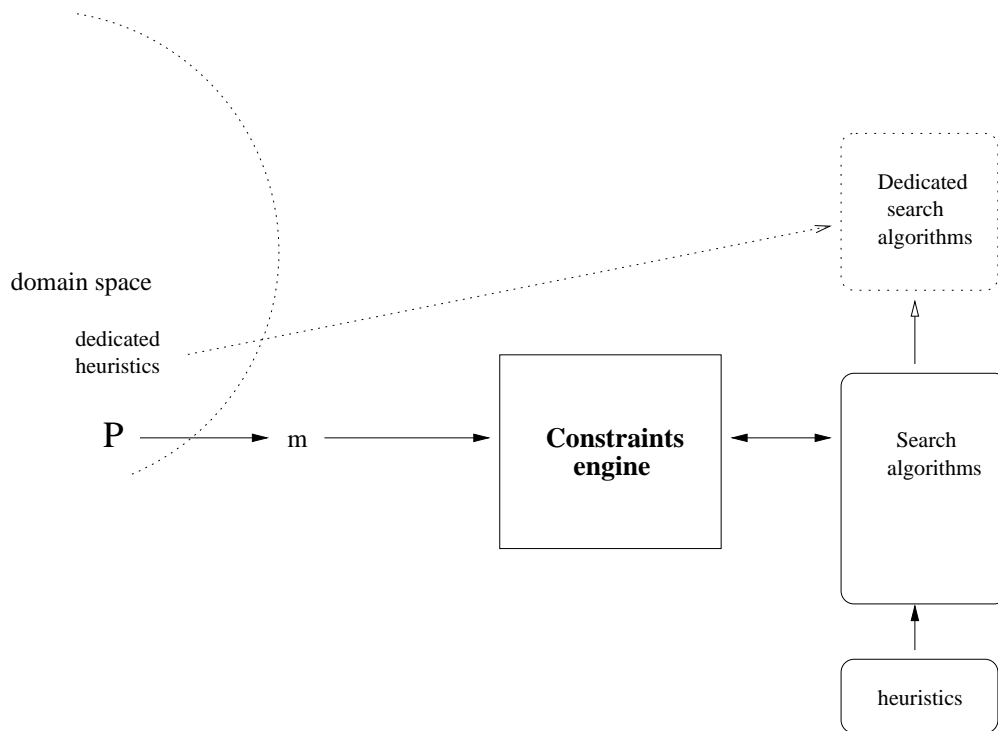 Dedicated
search
algorithms
domain space
dedicated
heuristics
P
m
Constraints
engine
Search
algorithms
heuristics